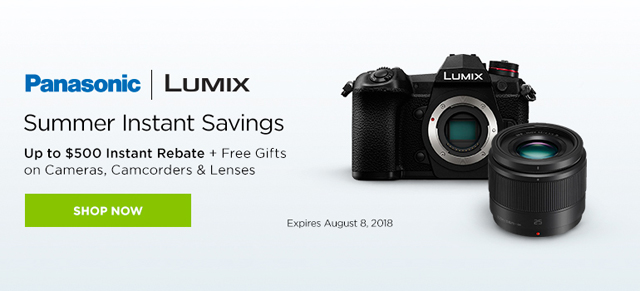 Panasonic | LUMIX
Summer Instant Savings
Up to $500 Instant Rebate + Free Gifts
on Cameras, Camcorders & Lenses
SHOP NOW
Expires August 8, 2018
LUMIX
25